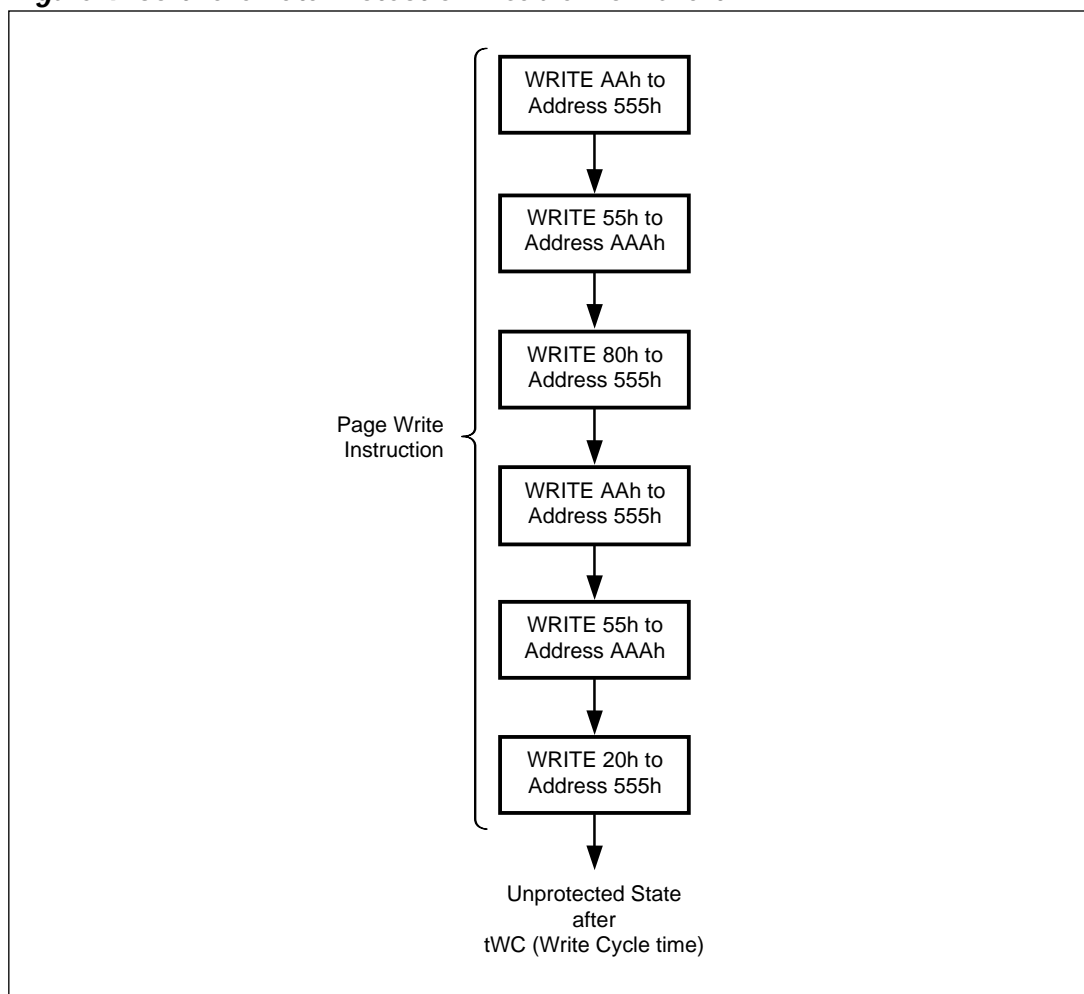 WRITE AAh to
Address 555h
WRITE 55h to
Address AAAh
WRITE 80h to
Address 555h
Page Write
Instruction
WRITE AAh to
Address 555h
WRITE 55h to
Address AAAh
WRITE 20h to
Address 555h
Unprotected State
after
tWC (Write Cycle time)